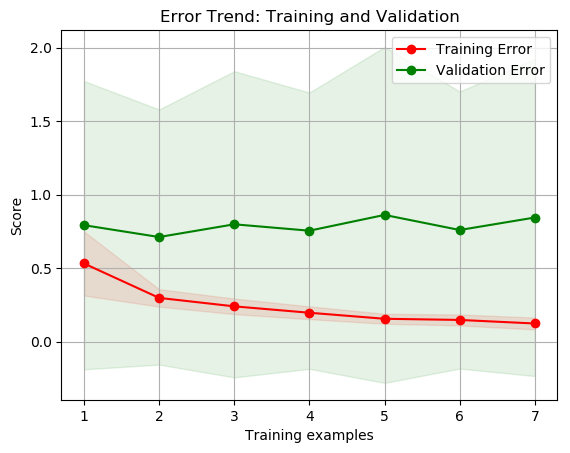 Error Trend: Training and Validation
Training Error
Validation Error
2.0
1.5
1.0
0.5
0.0
Score
1 2 3 4 5 6 7
Training examples